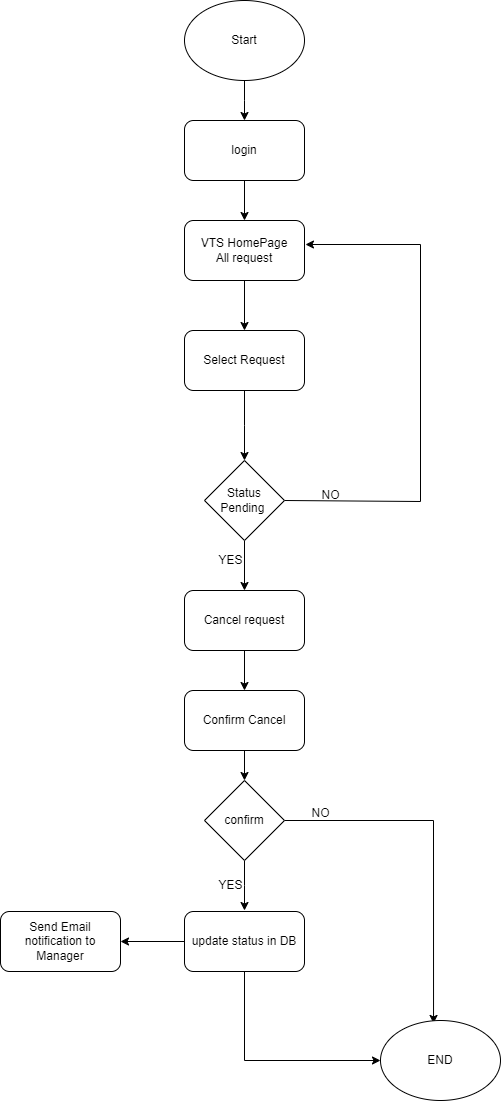 Start
login
VTS HomePage
All request
Select Request
Status
Pending
NO
YES
Cancel request
Confirm Cancel
confirm
NO
YES
Send Email
notification to
Manager
update status in DB
END